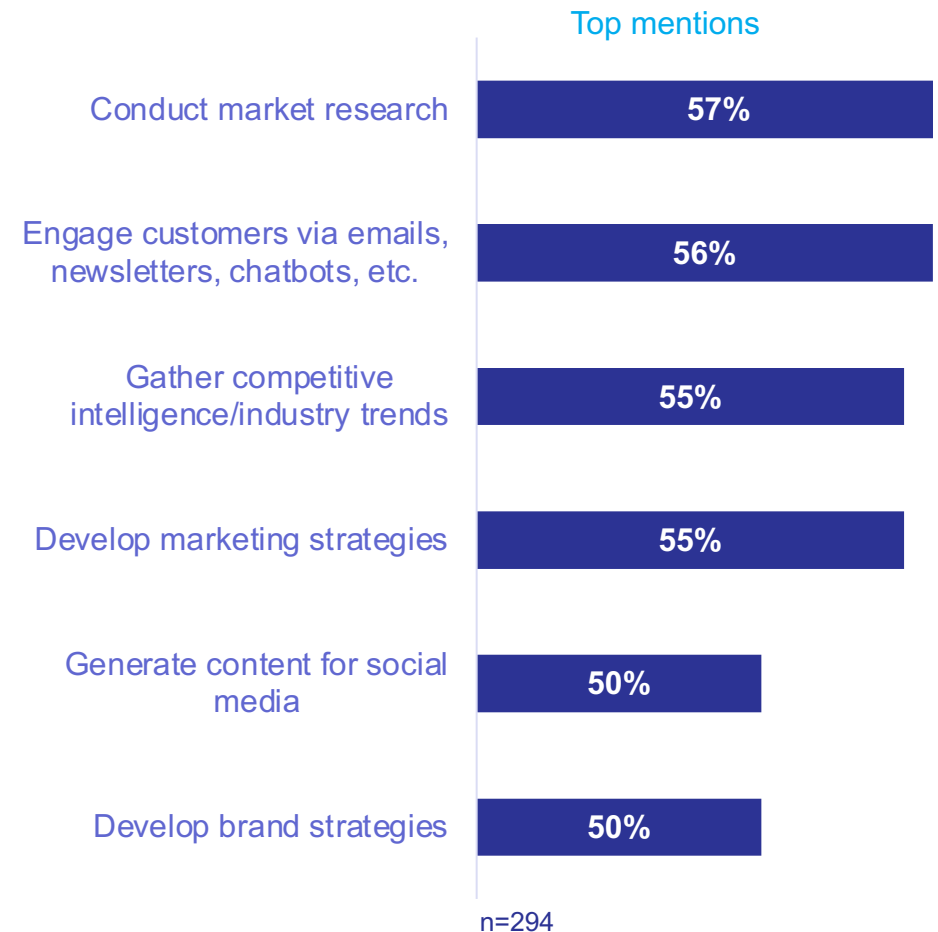 Top mentions
Conduct market research
57%
Engage customers via emails,
newsletters, chatbots, etc.
56%
Gather competitive
intelligence/industry trends
55%
Develop marketing strategies
55%
Generate content for social
media
50%
Develop brand strategies
50%
n=294